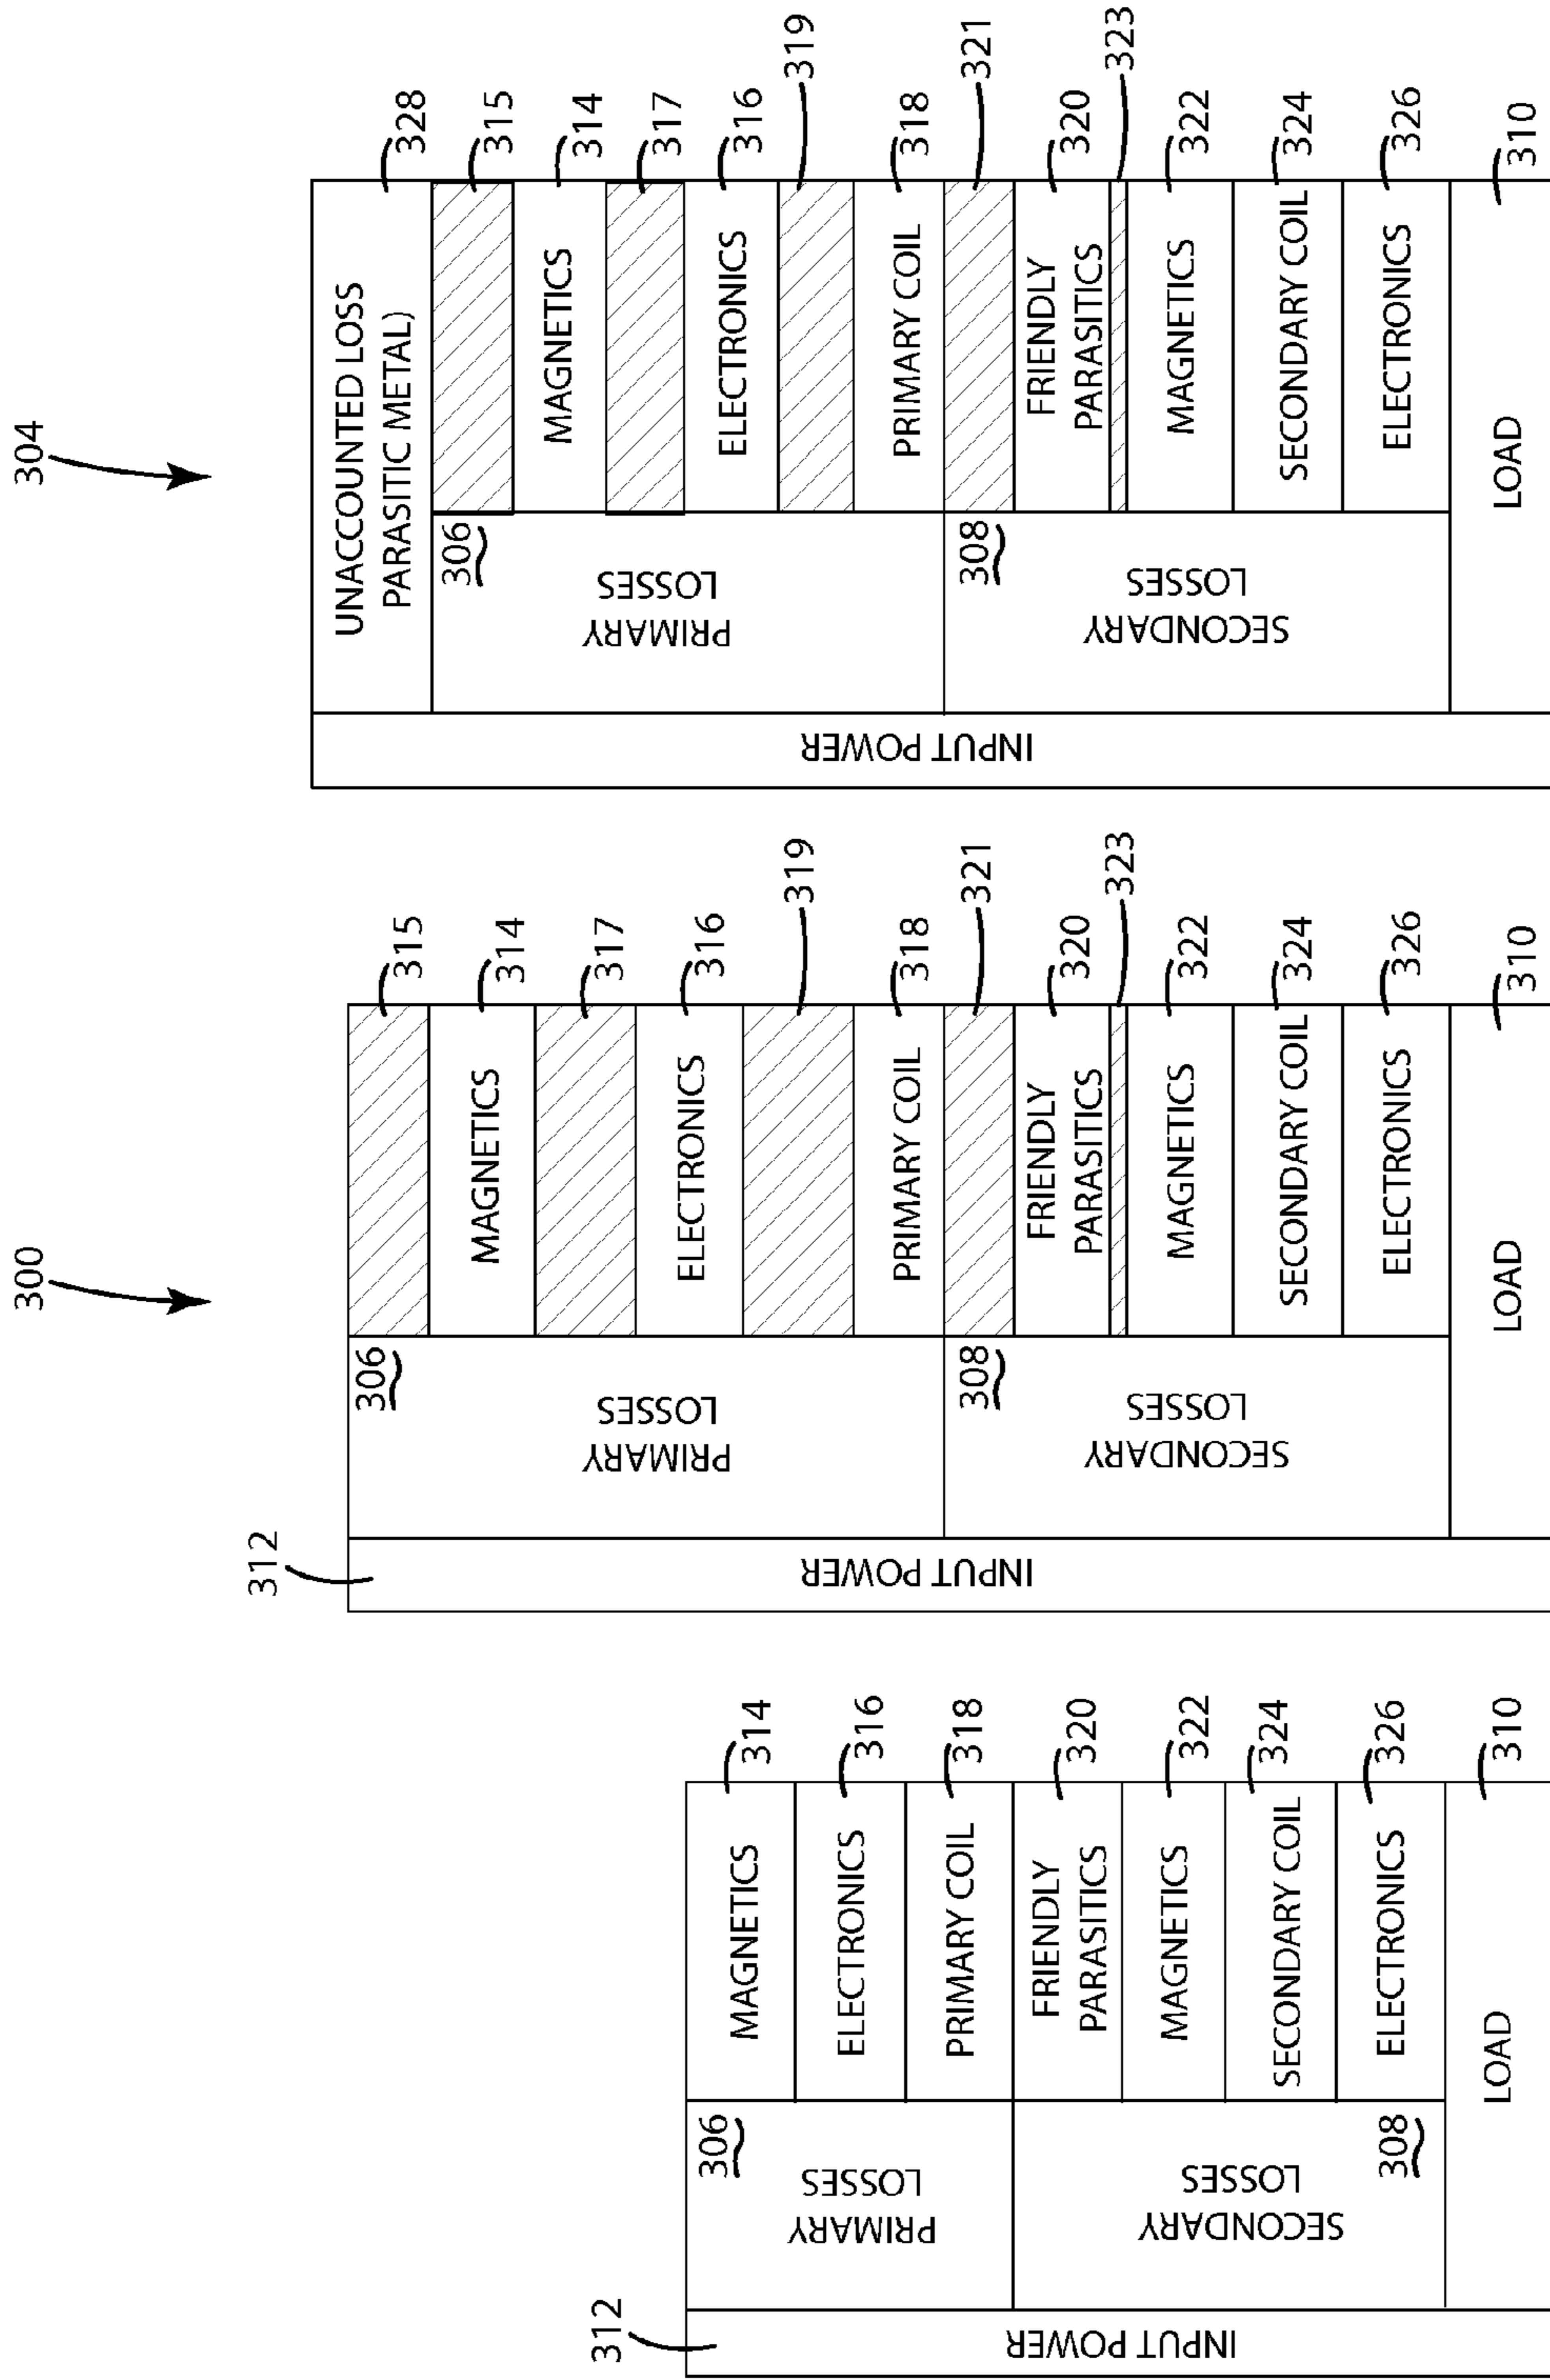 312
INPUT POWER
PRIMARY
LOSSES
306
SECONDARY
LOSSES
308
MAGNETICS
314
ELECTRONICS
316
PRIMARY COIL
318
FRIENDLY
PARASITICS
320
MAGNETICS
322
SECONDARY COIL
324
ELECTRONICS
326
LOAD
310
300
312
INPUT POWER
PRIMARY
LOSSES
306
SECONDARY
LOSSES
308
315
MAGNETICS
314
317
ELECTRONICS
316
319
PRIMARY COIL
318
321
FRIENDLY
PARASITICS
320
323
MAGNETICS
322
SECONDARY COIL
324
ELECTRONICS
326
LOAD
310
304
INPUT POWER
UNACCOUNTED LOSS
PARASITIC METAL)
328
PRIMARY
LOSSES
306
SECONDARY
LOSSES
308
315
MAGNETICS
314
317
ELECTRONICS
316
319
PRIMARY COIL
318
321
FRIENDLY
PARASITICS
320
323
MAGNETICS
322
SECONDARY COIL
324
ELECTRONICS
326
LOAD
310